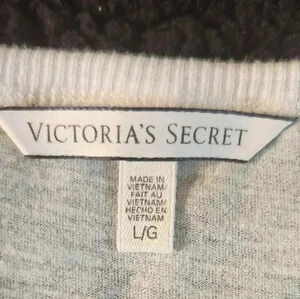 VICTORIA'S SECRET
MADE IN
VIETNAM/
FAIT AU
VIETNAM/
HECHO EN
VIETNAM
L/G